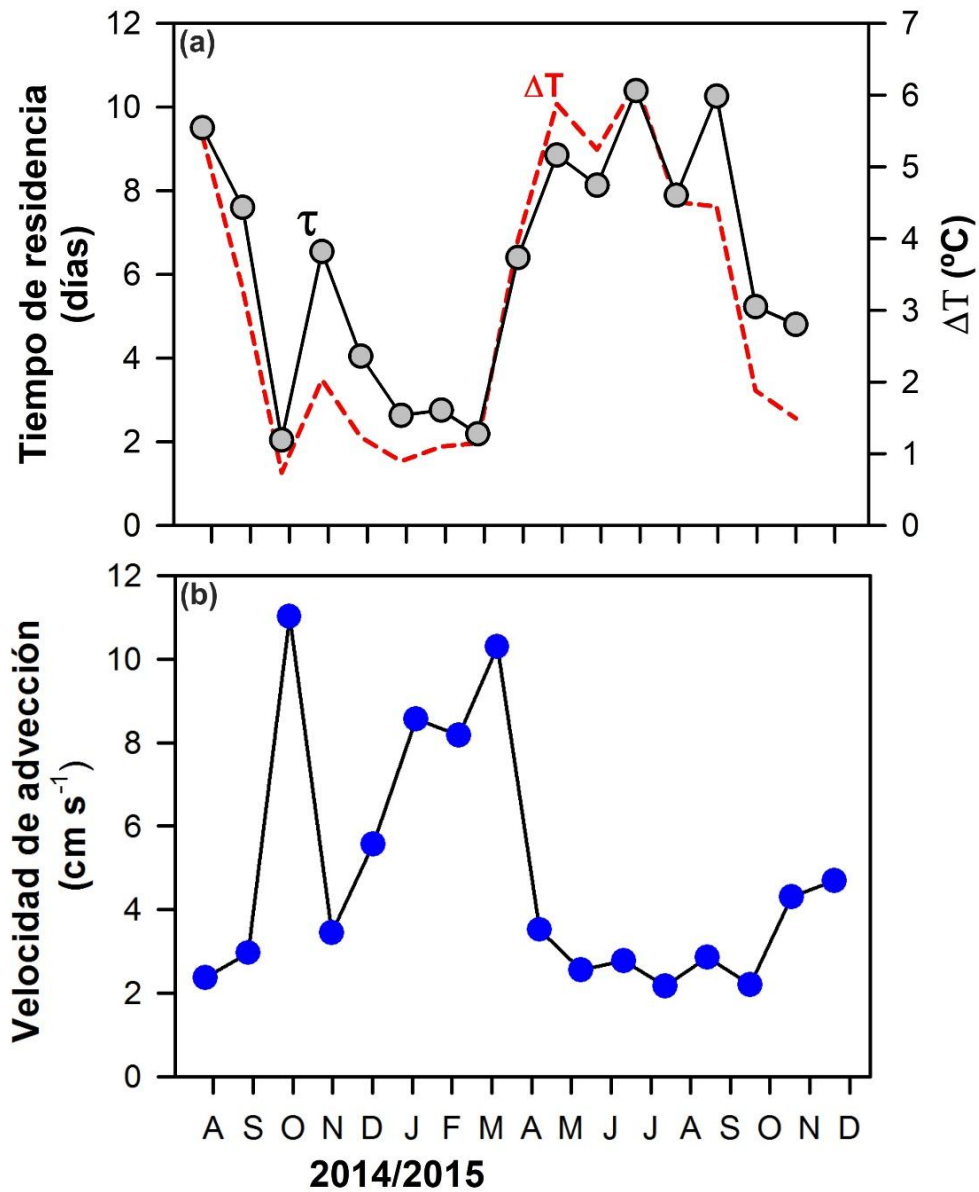 (a)
Tiempo de residencia
(días)
12
10
8
6
4
2
0
ΔT
τ
7
6
5
4
3
2
1
0
ΔT (ºC)
(b)
Velocidad de advección
(cm s⁻¹)
12
10
8
6
4
2
0
A S O N D J F M A M J J A S O N D
2014/2015